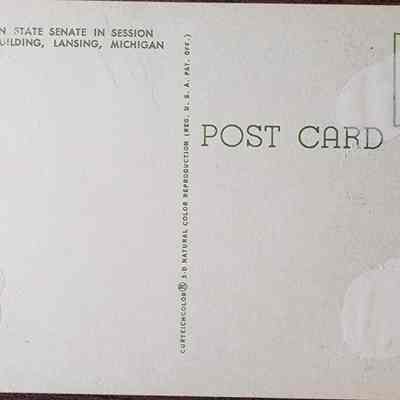 N STATE SENATE IN SESSION
UILDING, LANSING, MICHIGAN
POST CARD
CURTEICHCOLOR® 3-D NATURAL COLOR REPRODUCTION (REG. U. S. A. PAT. OFF.)